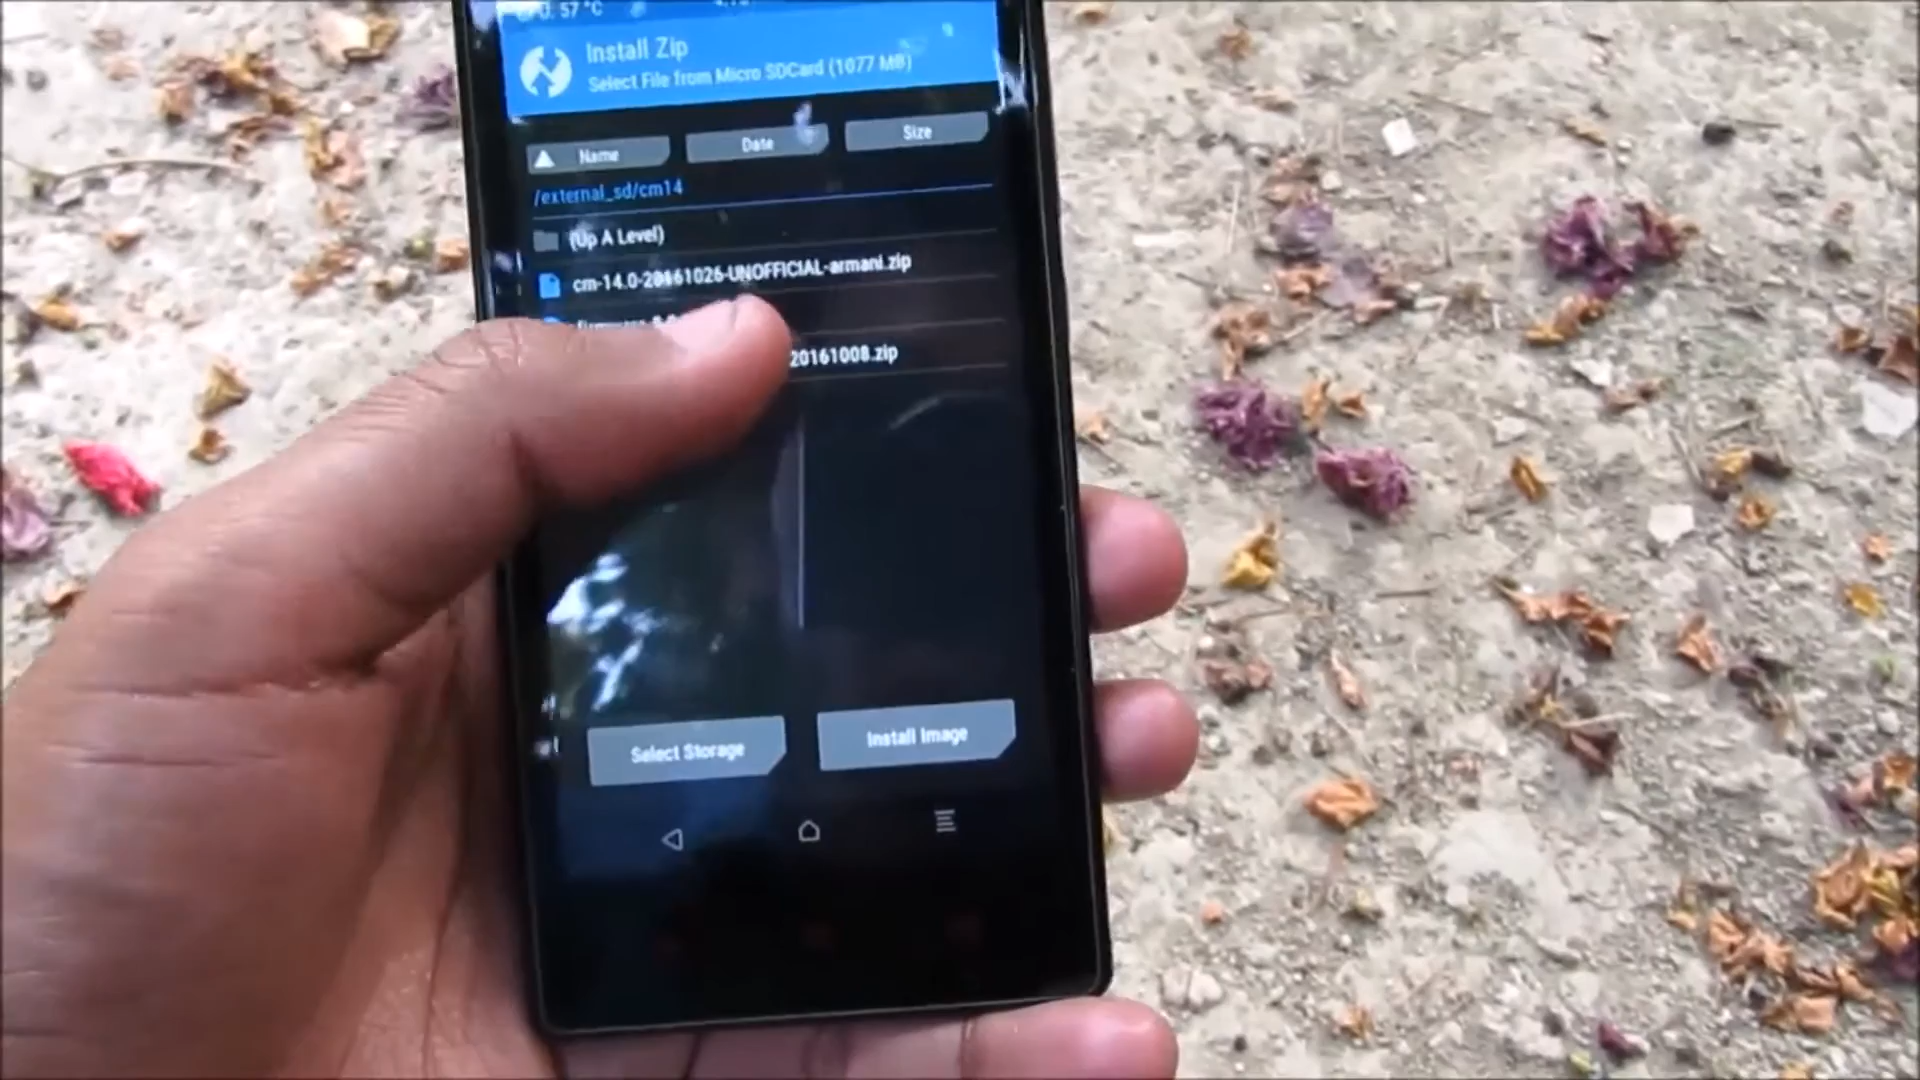 57 °C
Install Zip
Select File from Micro SDCard (1077 MB)
Name Date Size
/external_sd/cm14
(Up A Level)
cm-14.0-20161026-UNOFFICIAL-armani.zip
20161008.zip
Select Storage Install Image